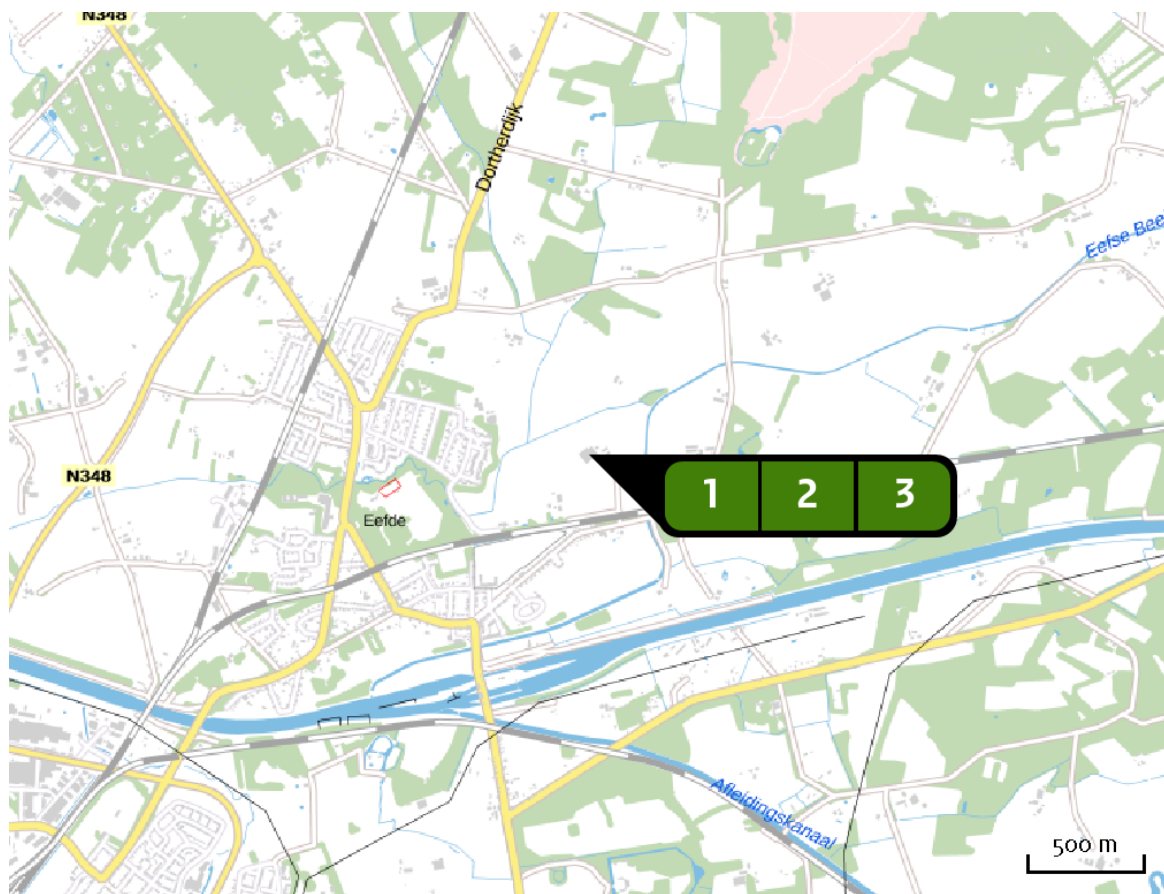 N348
Dortherdijk
Eefse Bee
N348
1 2 3
Eefde
Afleidingskanaal
500 m